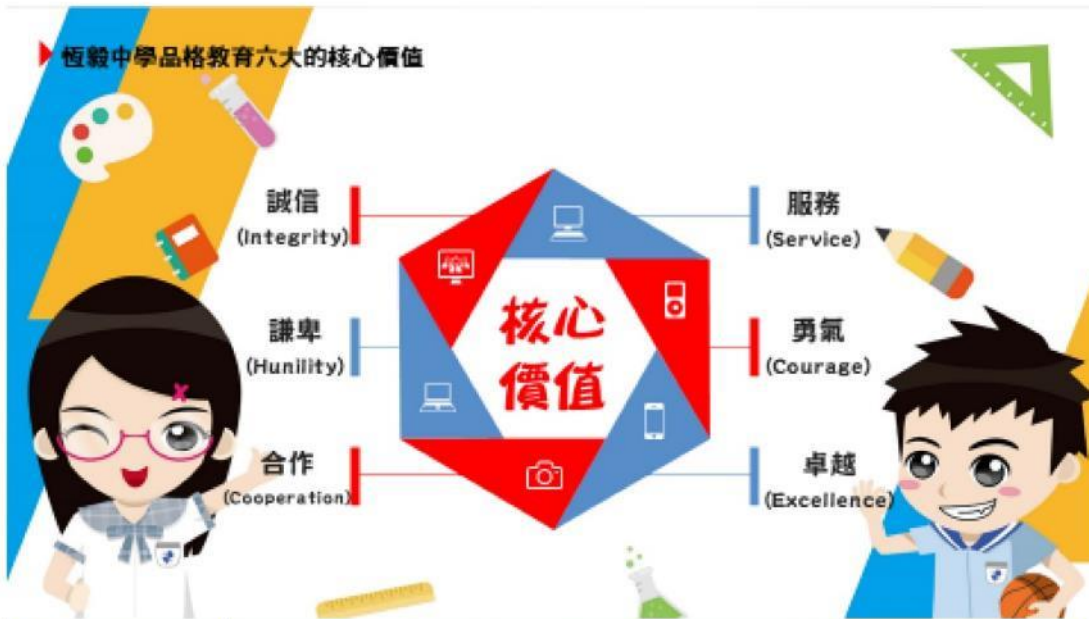 恆毅中學品格教育六大的核心價值
誠信
(Integrity)
謙卑
(Hunility)
合作
(Cooperation)
核心
價值
服務
(Service)
勇氣
(Courage)
卓越
(Excellence)